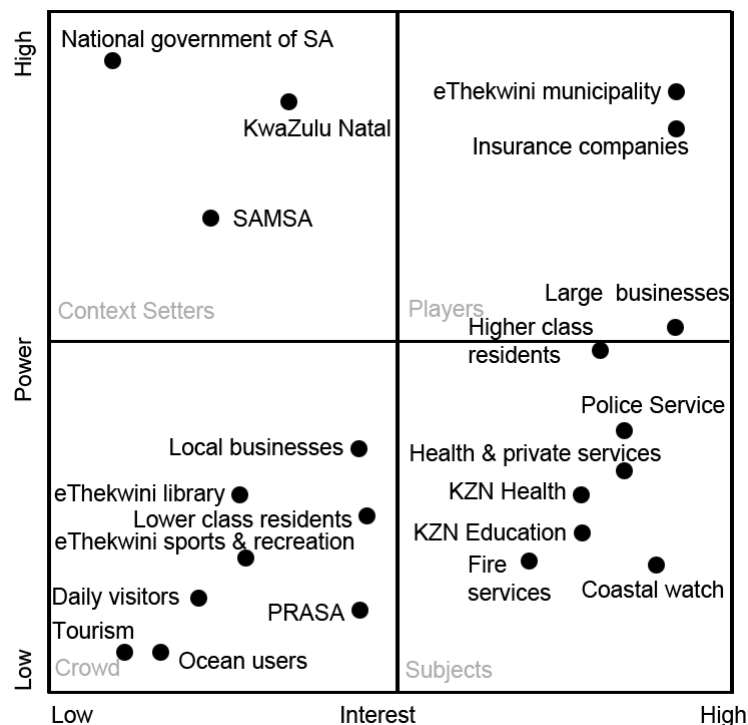 High
National government of SA
KwaZulu Natal
SAMSA
Context Setters
eThekwini municipality
Insurance companies
Large businesses
Players
Higher class
residents
Power
Local businesses
eThekwini library
Lower class residents
eThekwini sports & recreation
Daily visitors
PRASA
Tourism
Ocean users
Crowd
Police Service
Health & private services
KZN Health
KZN Education
Fire
services
Coastal watch
Subjects
Low
Low
Interest
High